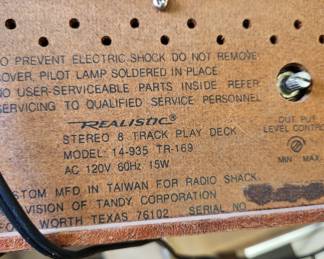 TO PREVENT ELECTRIC SHOCK DO NOT REMOVE
COVER, PILOT LAMP SOLDERED IN PLACE.
NO USER-SERVICEABLE PARTS INSIDE REFER
SERVICING TO QUALIFIED SERVICE PERSONNEL
REALISTIC®
STEREO 8 TRACK PLAY DECK
MODEL: 14-935 TR-169
AC 120V 60Hz 15W
OUT PUT
LEVEL CONTROL
MIN MAX
STOM MFD IN TAIWAN FOR RADIO SHACK
VISION OF TANDY CORPORATION
WORTH TEXAS 76102 SERIAL NO